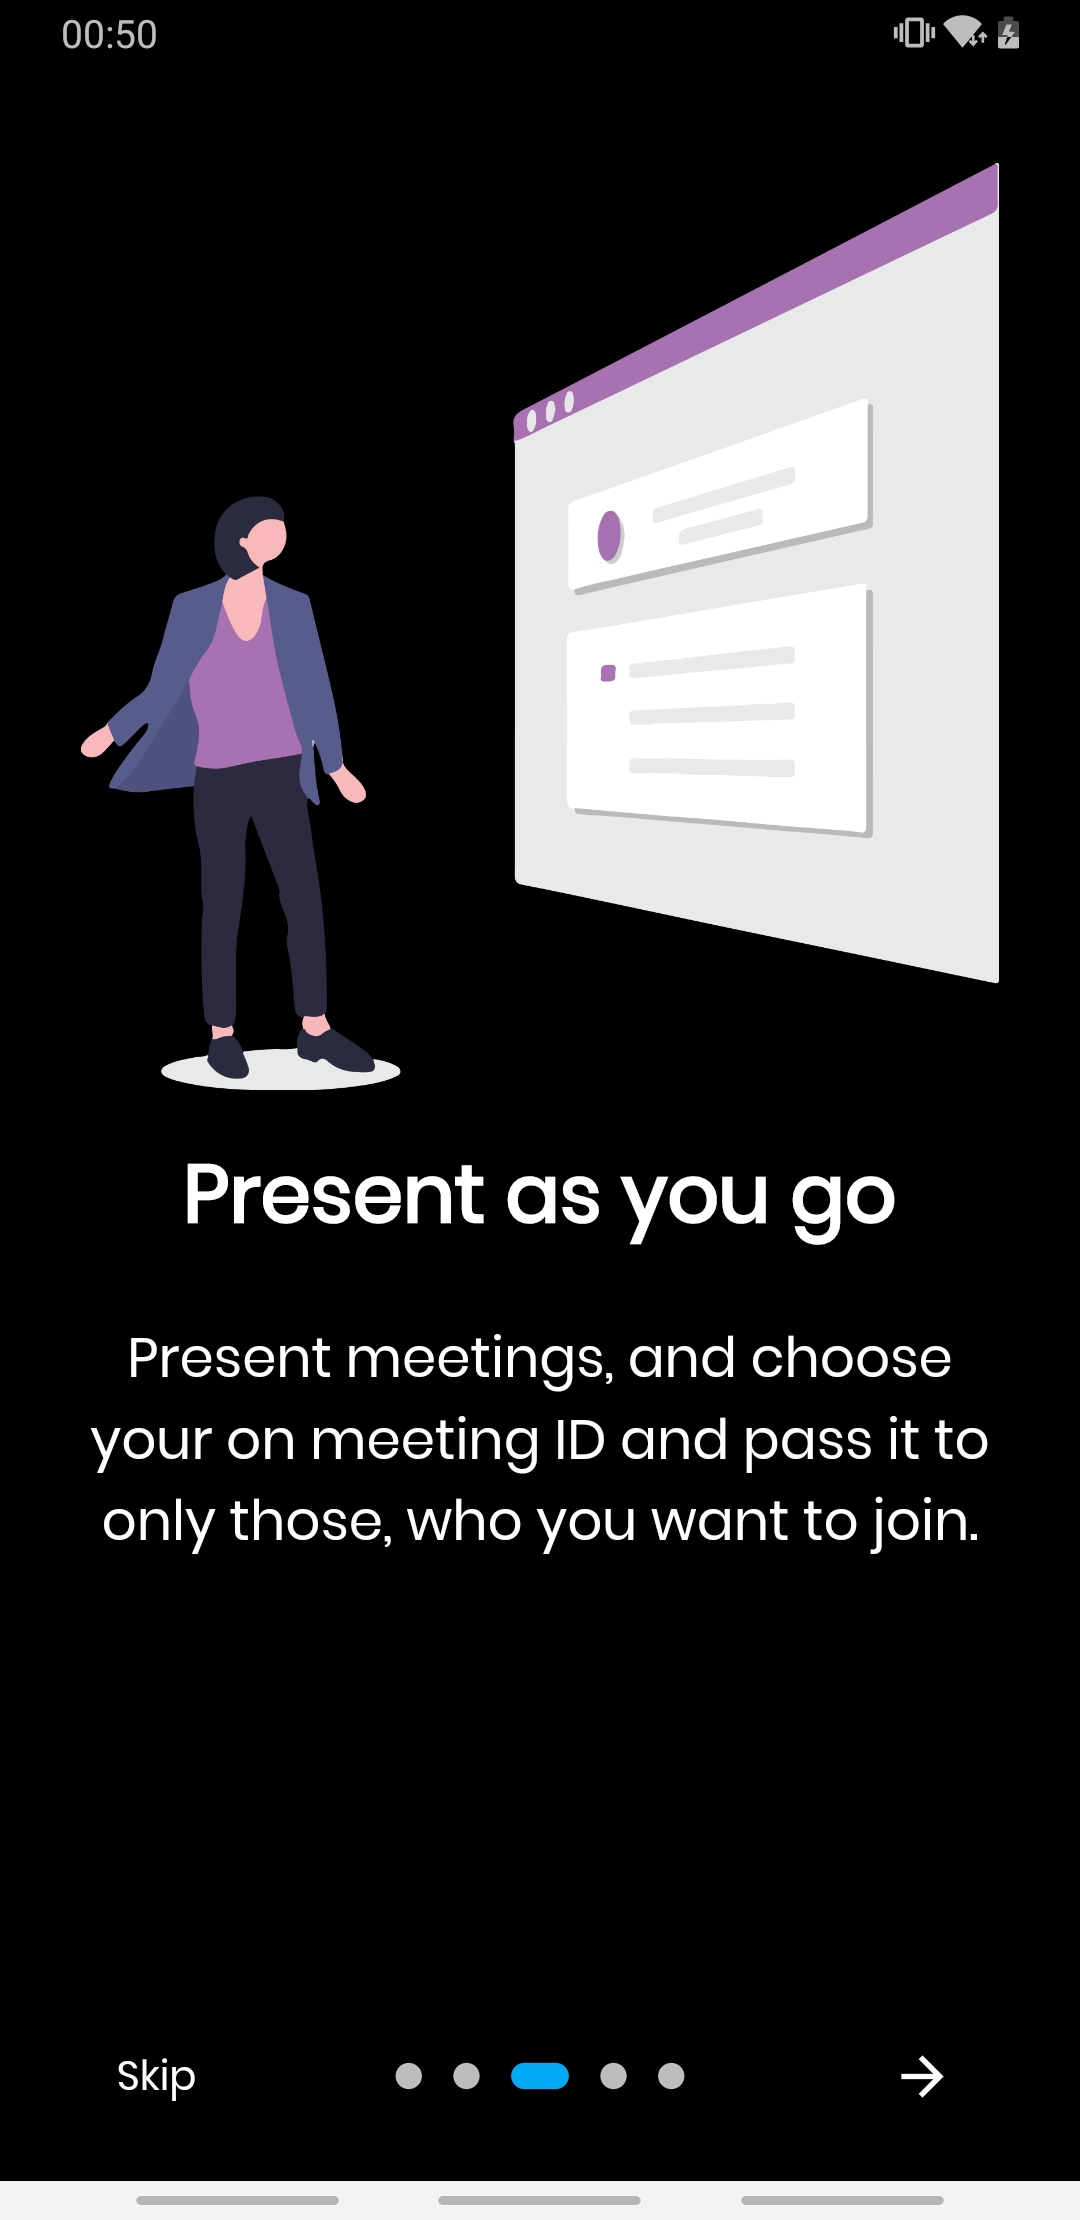 00:50
Present as you go
Present meetings, and choose
your on meeting ID and pass it to
only those, who you want to join.
Skip